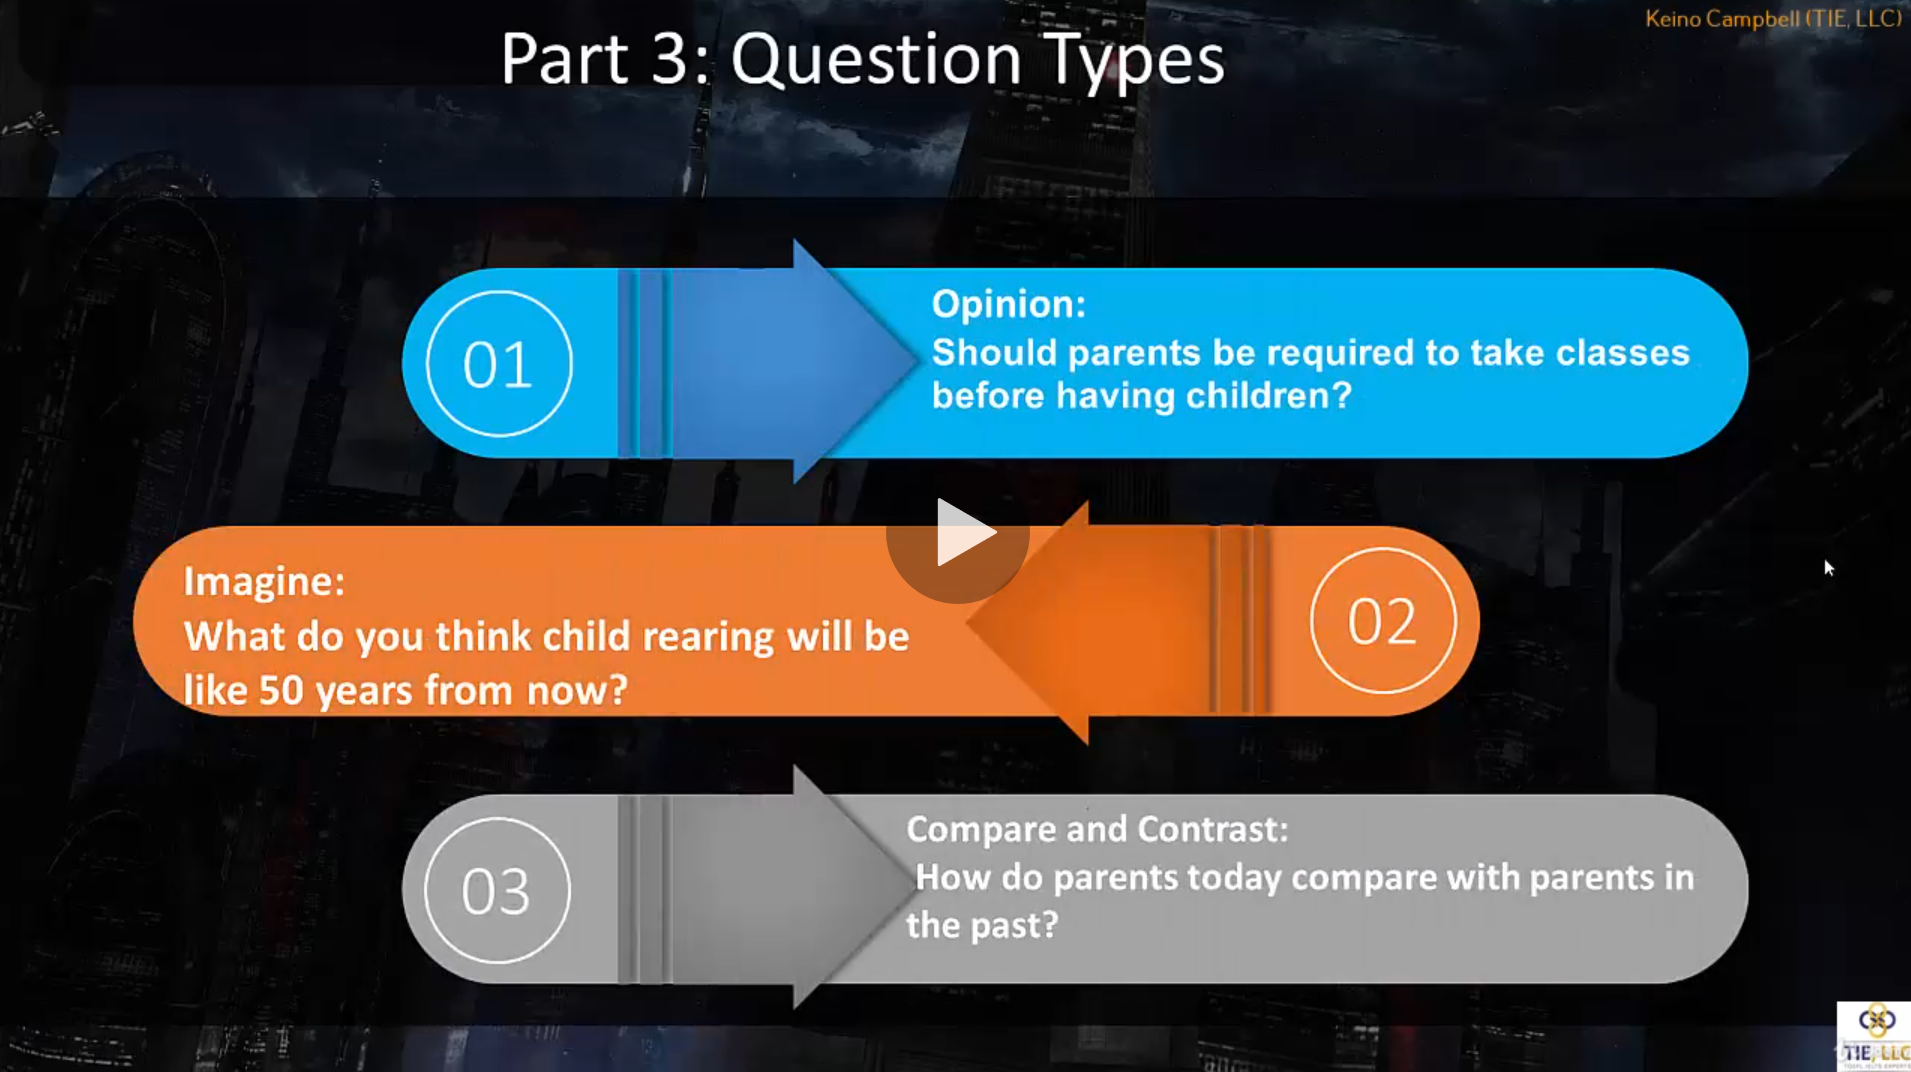 Keino Campbell (TIE, LLC)
Part 3: Question Types
01
Opinion:
Should parents be required to take classes
before having children?
Imagine:
What do you think child rearing will be
like 50 years from now?
02
03
Compare and Contrast:
How do parents today compare with parents in
the past?
TIE, LLC